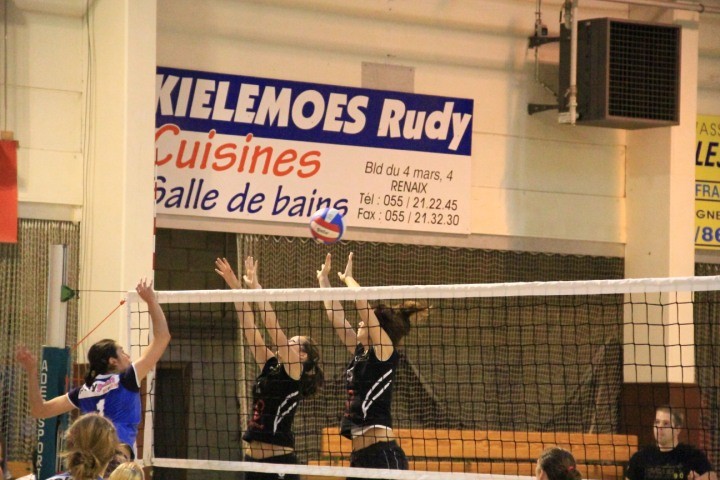 KIELEMOES Rudy
Cuisines
Salle de bains
Bld du 4 mars, 4
RENAIX
Tél : 055 / 21.22.45
Fax : 055 / 21.32.30